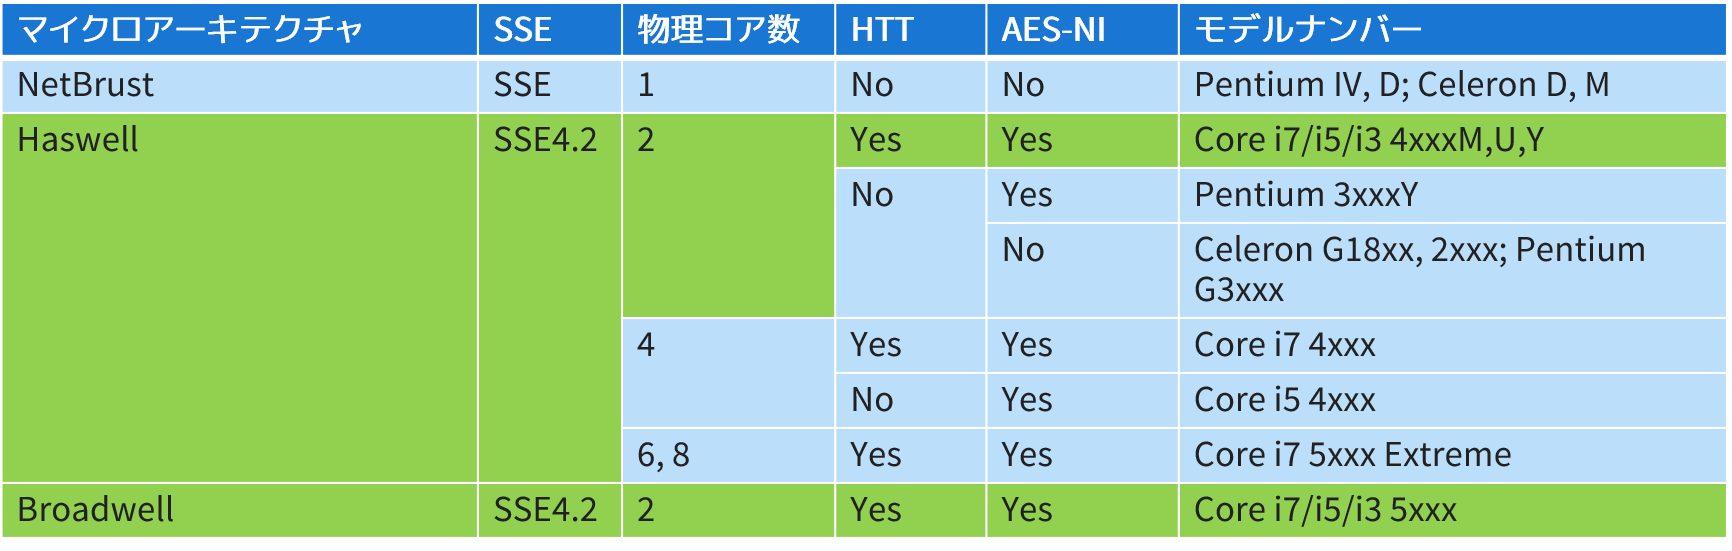 マイクロアーキテクチャ SSE 物理コア数 HTT AES-NI モデルナンバー
NetBrust SSE 1 No No Pentium IV, D; Celeron D, M
Haswell SSE4.2 2 Yes Yes Core i7/i5/i3 4xxxM,U,Y
No Yes Pentium 3xxxY
No Celeron G18xx, 2xxx; Pentium
G3xxx
4 Yes Yes Core i7 4xxx
No Yes Core i5 4xxx
6, 8 Yes Yes Core i7 5xxx Extreme
Broadwell SSE4.2 2 Yes Yes Core i7/i5/i3 5xxx